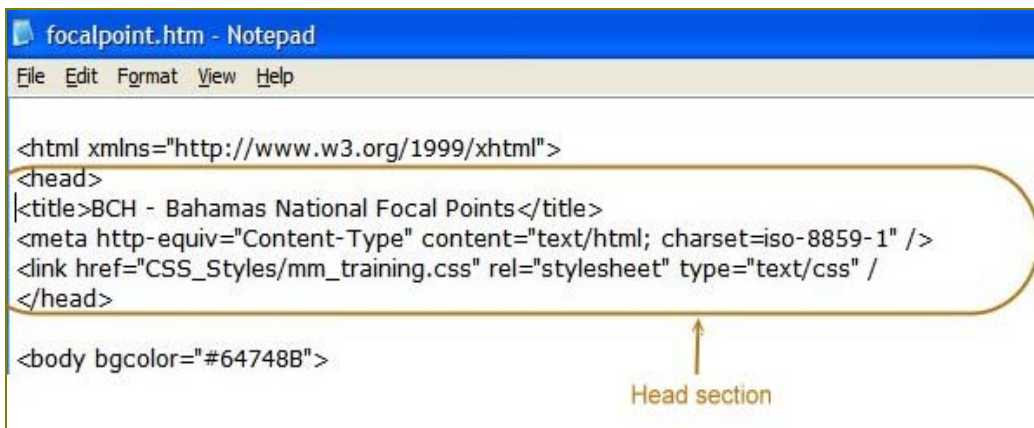 focalpoint.htm - Notepad
File Edit Format View Help
<html xmlns="http://www.w3.org/1999/xhtml">
<head>
<title>BCH - Bahamas National Focal Points</title>
<meta http-equiv="Content-Type" content="text/html; charset=iso-8859-1" />
<link href="CSS_Styles/mm_training.css" rel="stylesheet" type="text/css" /
</head>
<body bgcolor="#64748B">
Head section